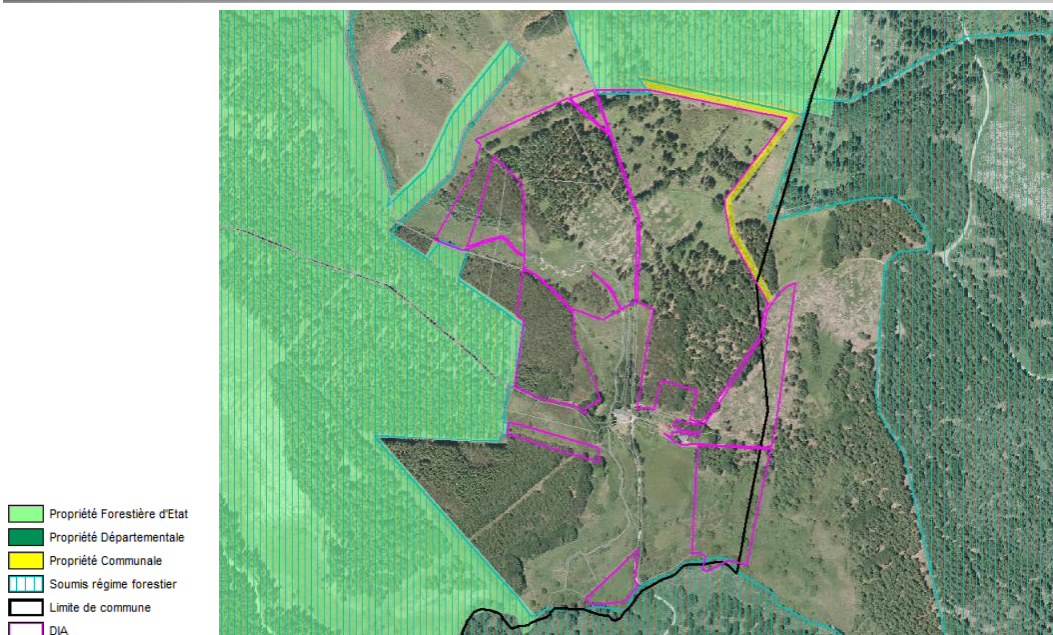 Propriété Forestière d'Etat
Propriété Départementale
Propriété Communale
Soumis régime forestier
Limite de commune
DIA